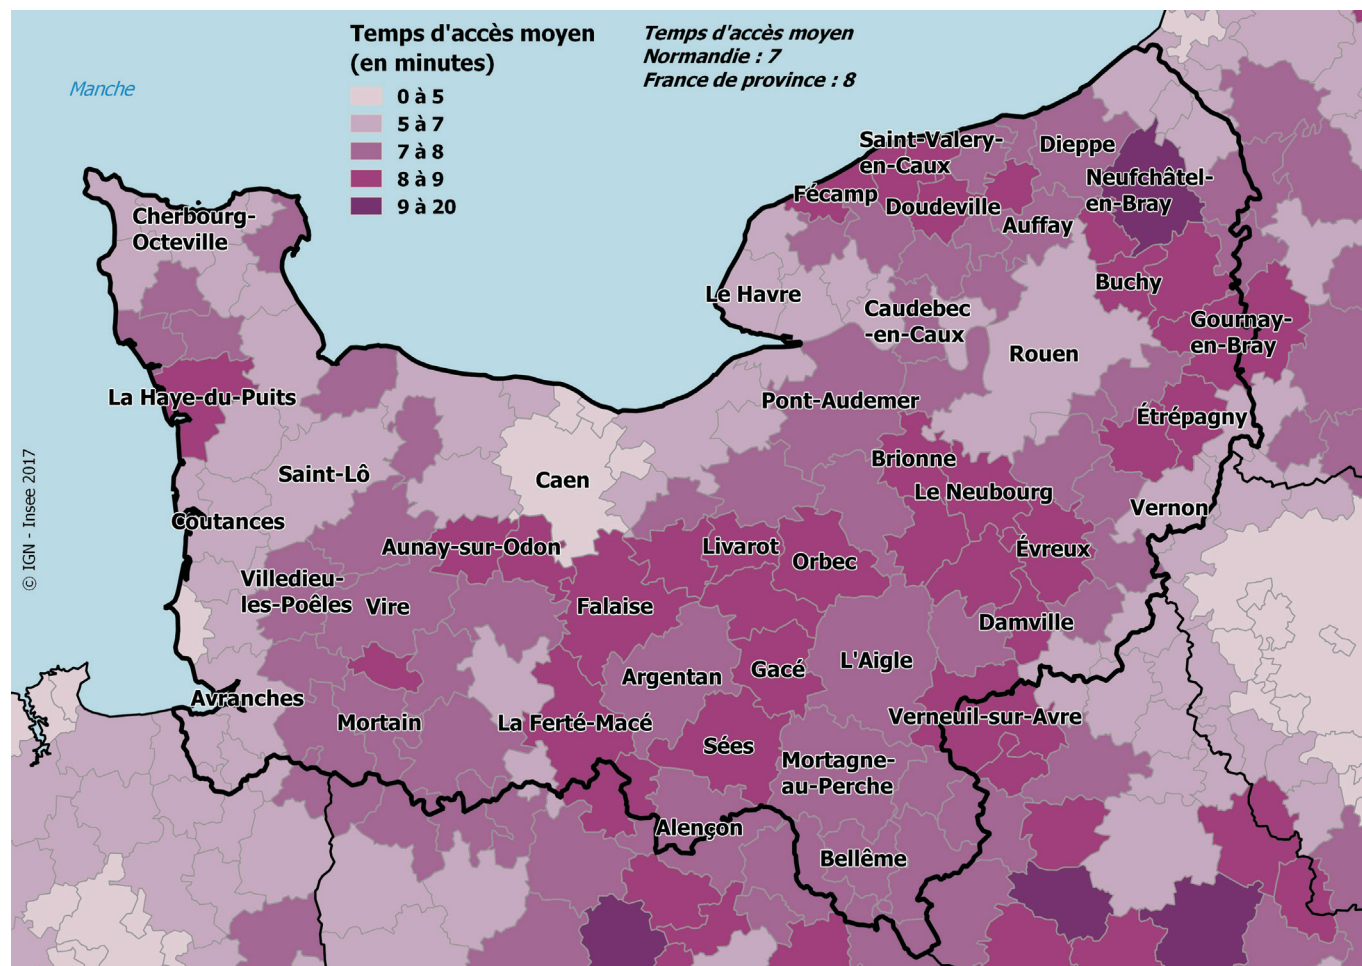 Temps d'accès moyen
(en minutes)
0 à 5
5 à 7
7 à 8
8 à 9
9 à 20
Temps d'accès moyen
Normandie : 7
France de province : 8
Manche
Saint-Valery-
en-Caux
Dieppe
Neufchâtel-
en-Bray
Fécamp
Doudeville
Auffay
Cherbourg-
Octeville
Le Havre
Buchy
Caudebec
-en-Caux
Gournay-
en-Bray
Rouen
La Haye-du-Puits
Pont-Audemer
Étrépagny
Saint-Lô
Caen
Brionne
Le Neubourg
Vernon
Coutances
Aunay-sur-Odon
Livarot
Orbec
Évreux
Villedieu-
les-Poêles
Vire
Falaise
Damville
Argentan
Gacé
L'Aigle
Avranches
Mortain
La Ferté-Macé
Verneuil-sur-Avre
Sées
Mortagne-
au-Perche
Alençon
Bellême
© IGN - Insee 2017